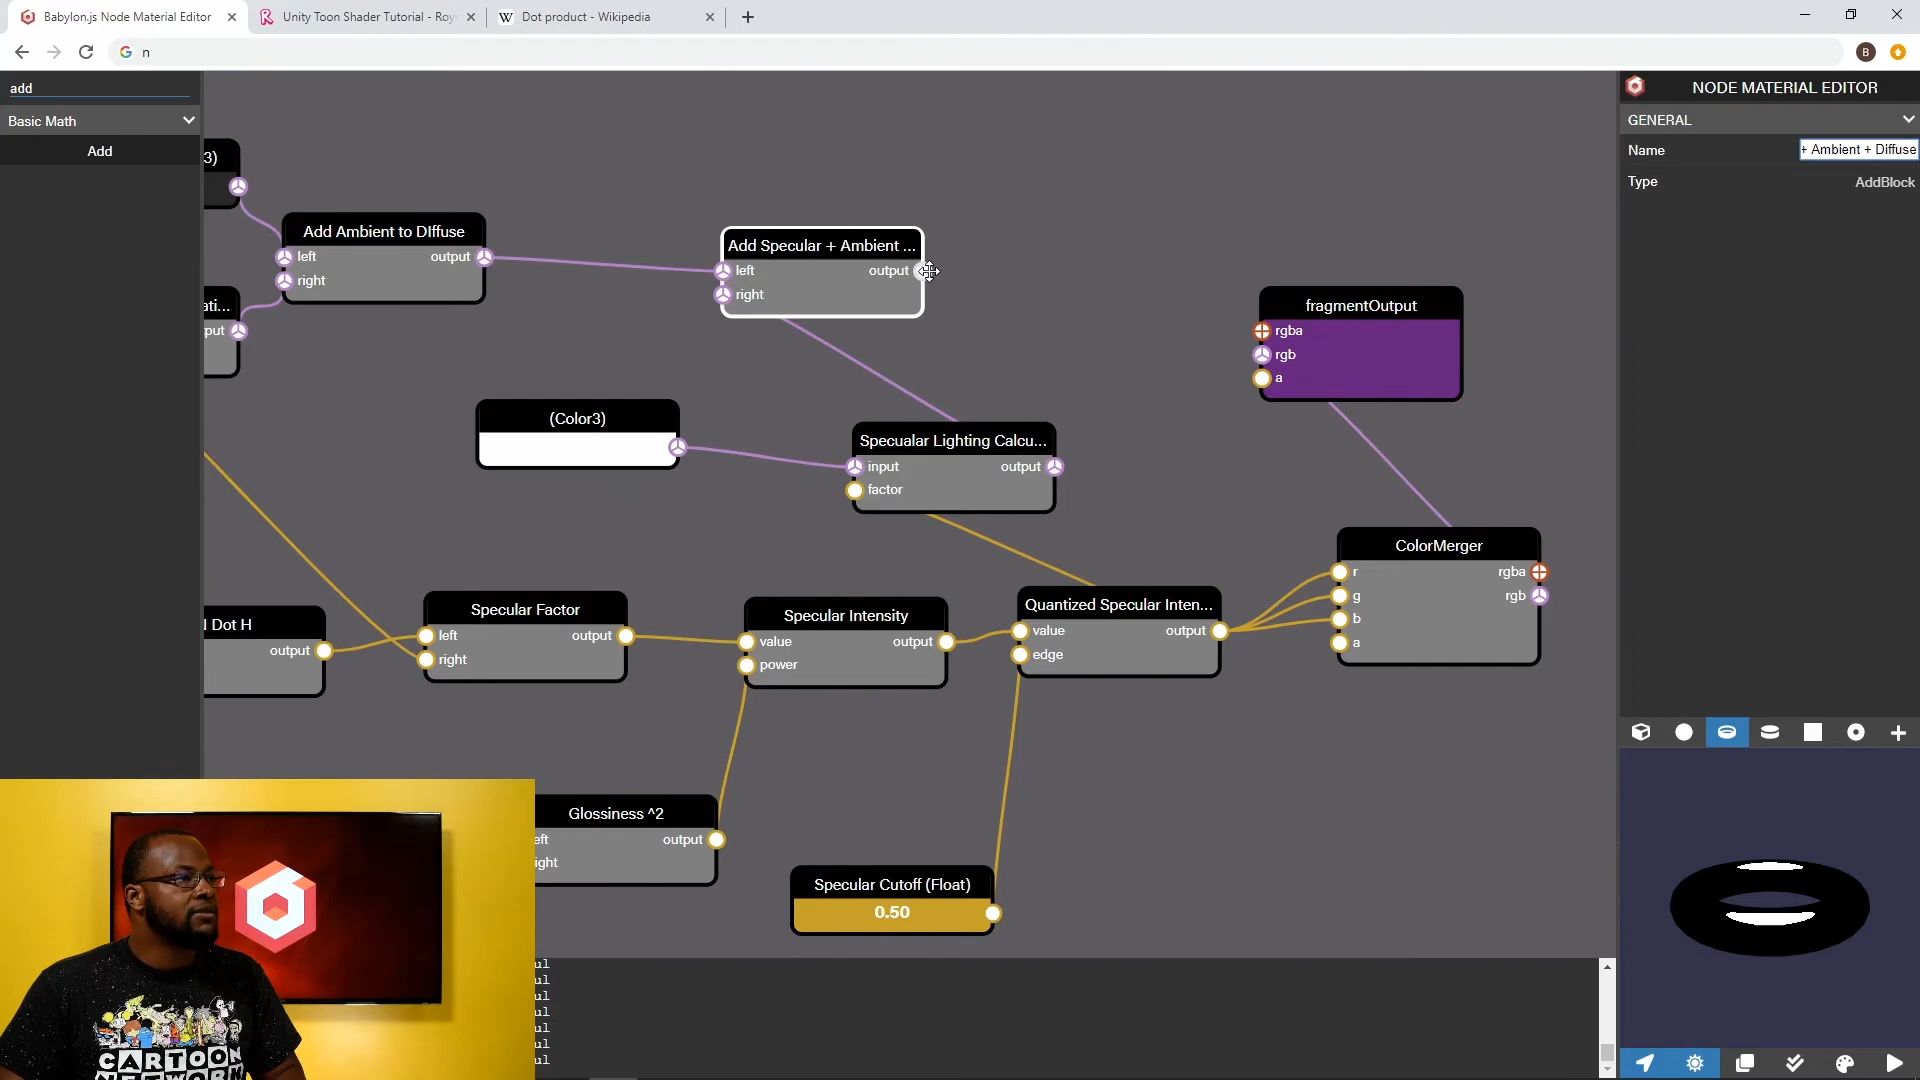 Babylon.js Node Material Editor
Unity Toon Shader Tutorial - Roys
Dot product - Wikipedia
n
B
add
Basic Math
Add
NODE MATERIAL EDITOR
GENERAL
Name
+ Ambient + Diffuse
Type
AddBlock
3)
Add Ambient to DIffuse
left
output
right
Add Specular + Ambient ...
left
output
right
fragmentOutput
rgba
rgb
a
ati...
put
(Color3)
Specualar Lighting Calcu...
input
output
factor
ColorMerger
r
rgba
g
rgb
b
a
I Dot H
output
Specular Factor
left
output
right
Specular Intensity
value
output
power
Quantized Specular Inten...
value
output
edge
Glossiness ^2
eft
output
ight
Specular Cutoff (Float)
0.50
ul
ul
ul
ul
ul
ul
ul
CARTOON
NETWORK